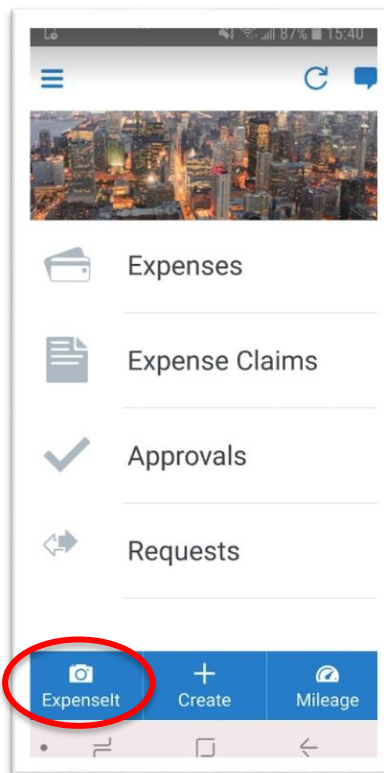 87% 15:40
Expenses
Expense Claims
Approvals
Requests
ExpenseIt Create Mileage